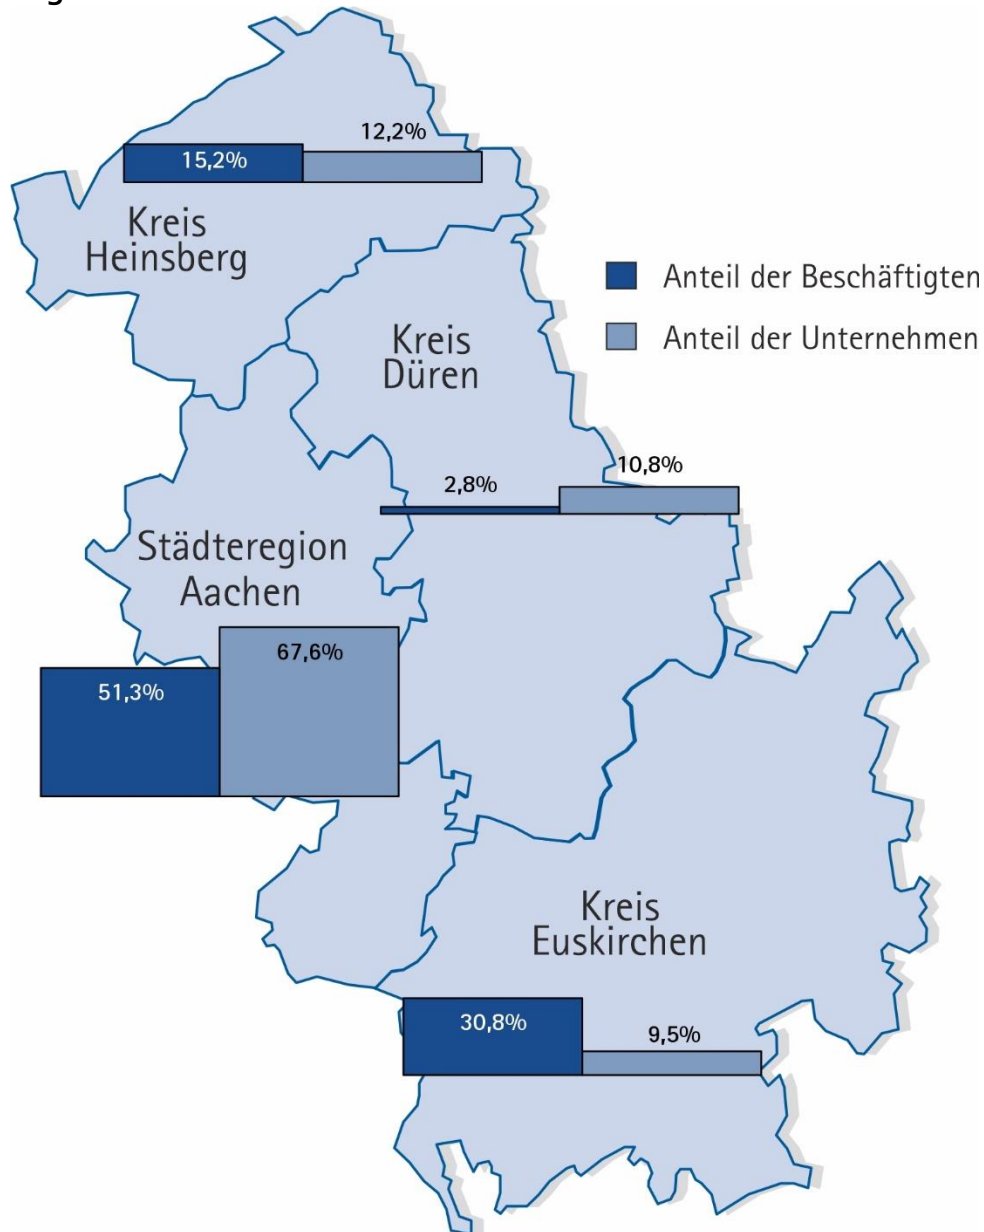 12,2%
15,2%
Kreis
Heinsberg
Anteil der Beschäftigten
Anteil der Unternehmen
Kreis
Düren
10,8%
2,8%
Städteregion
Aachen
67,6%
51,3%
Kreis
Euskirchen
30,8%
9,5%